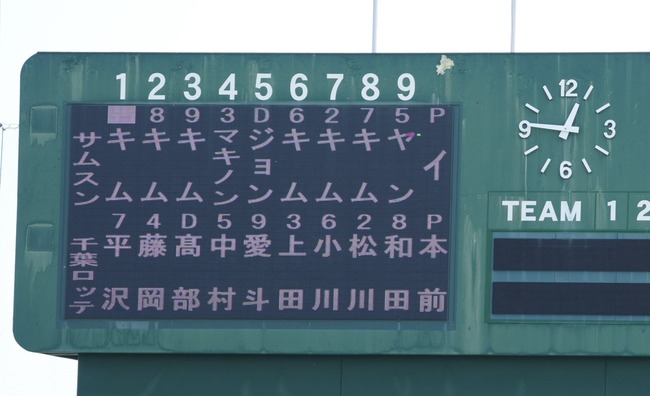 1 2 3 4 5 6 7 8 9
8 9 3 D 6 2 7 5 P
サムスン キム キム キム マキノン ジョン キム キム キム ヤン イ
7 4 D 5 9 3 6 2 8 P
千葉ロッテ 平沢 藤岡 髙部 中村 愛斗 上田 小川 松川 和田 本前
12
9 3
6
TEAM 1 2